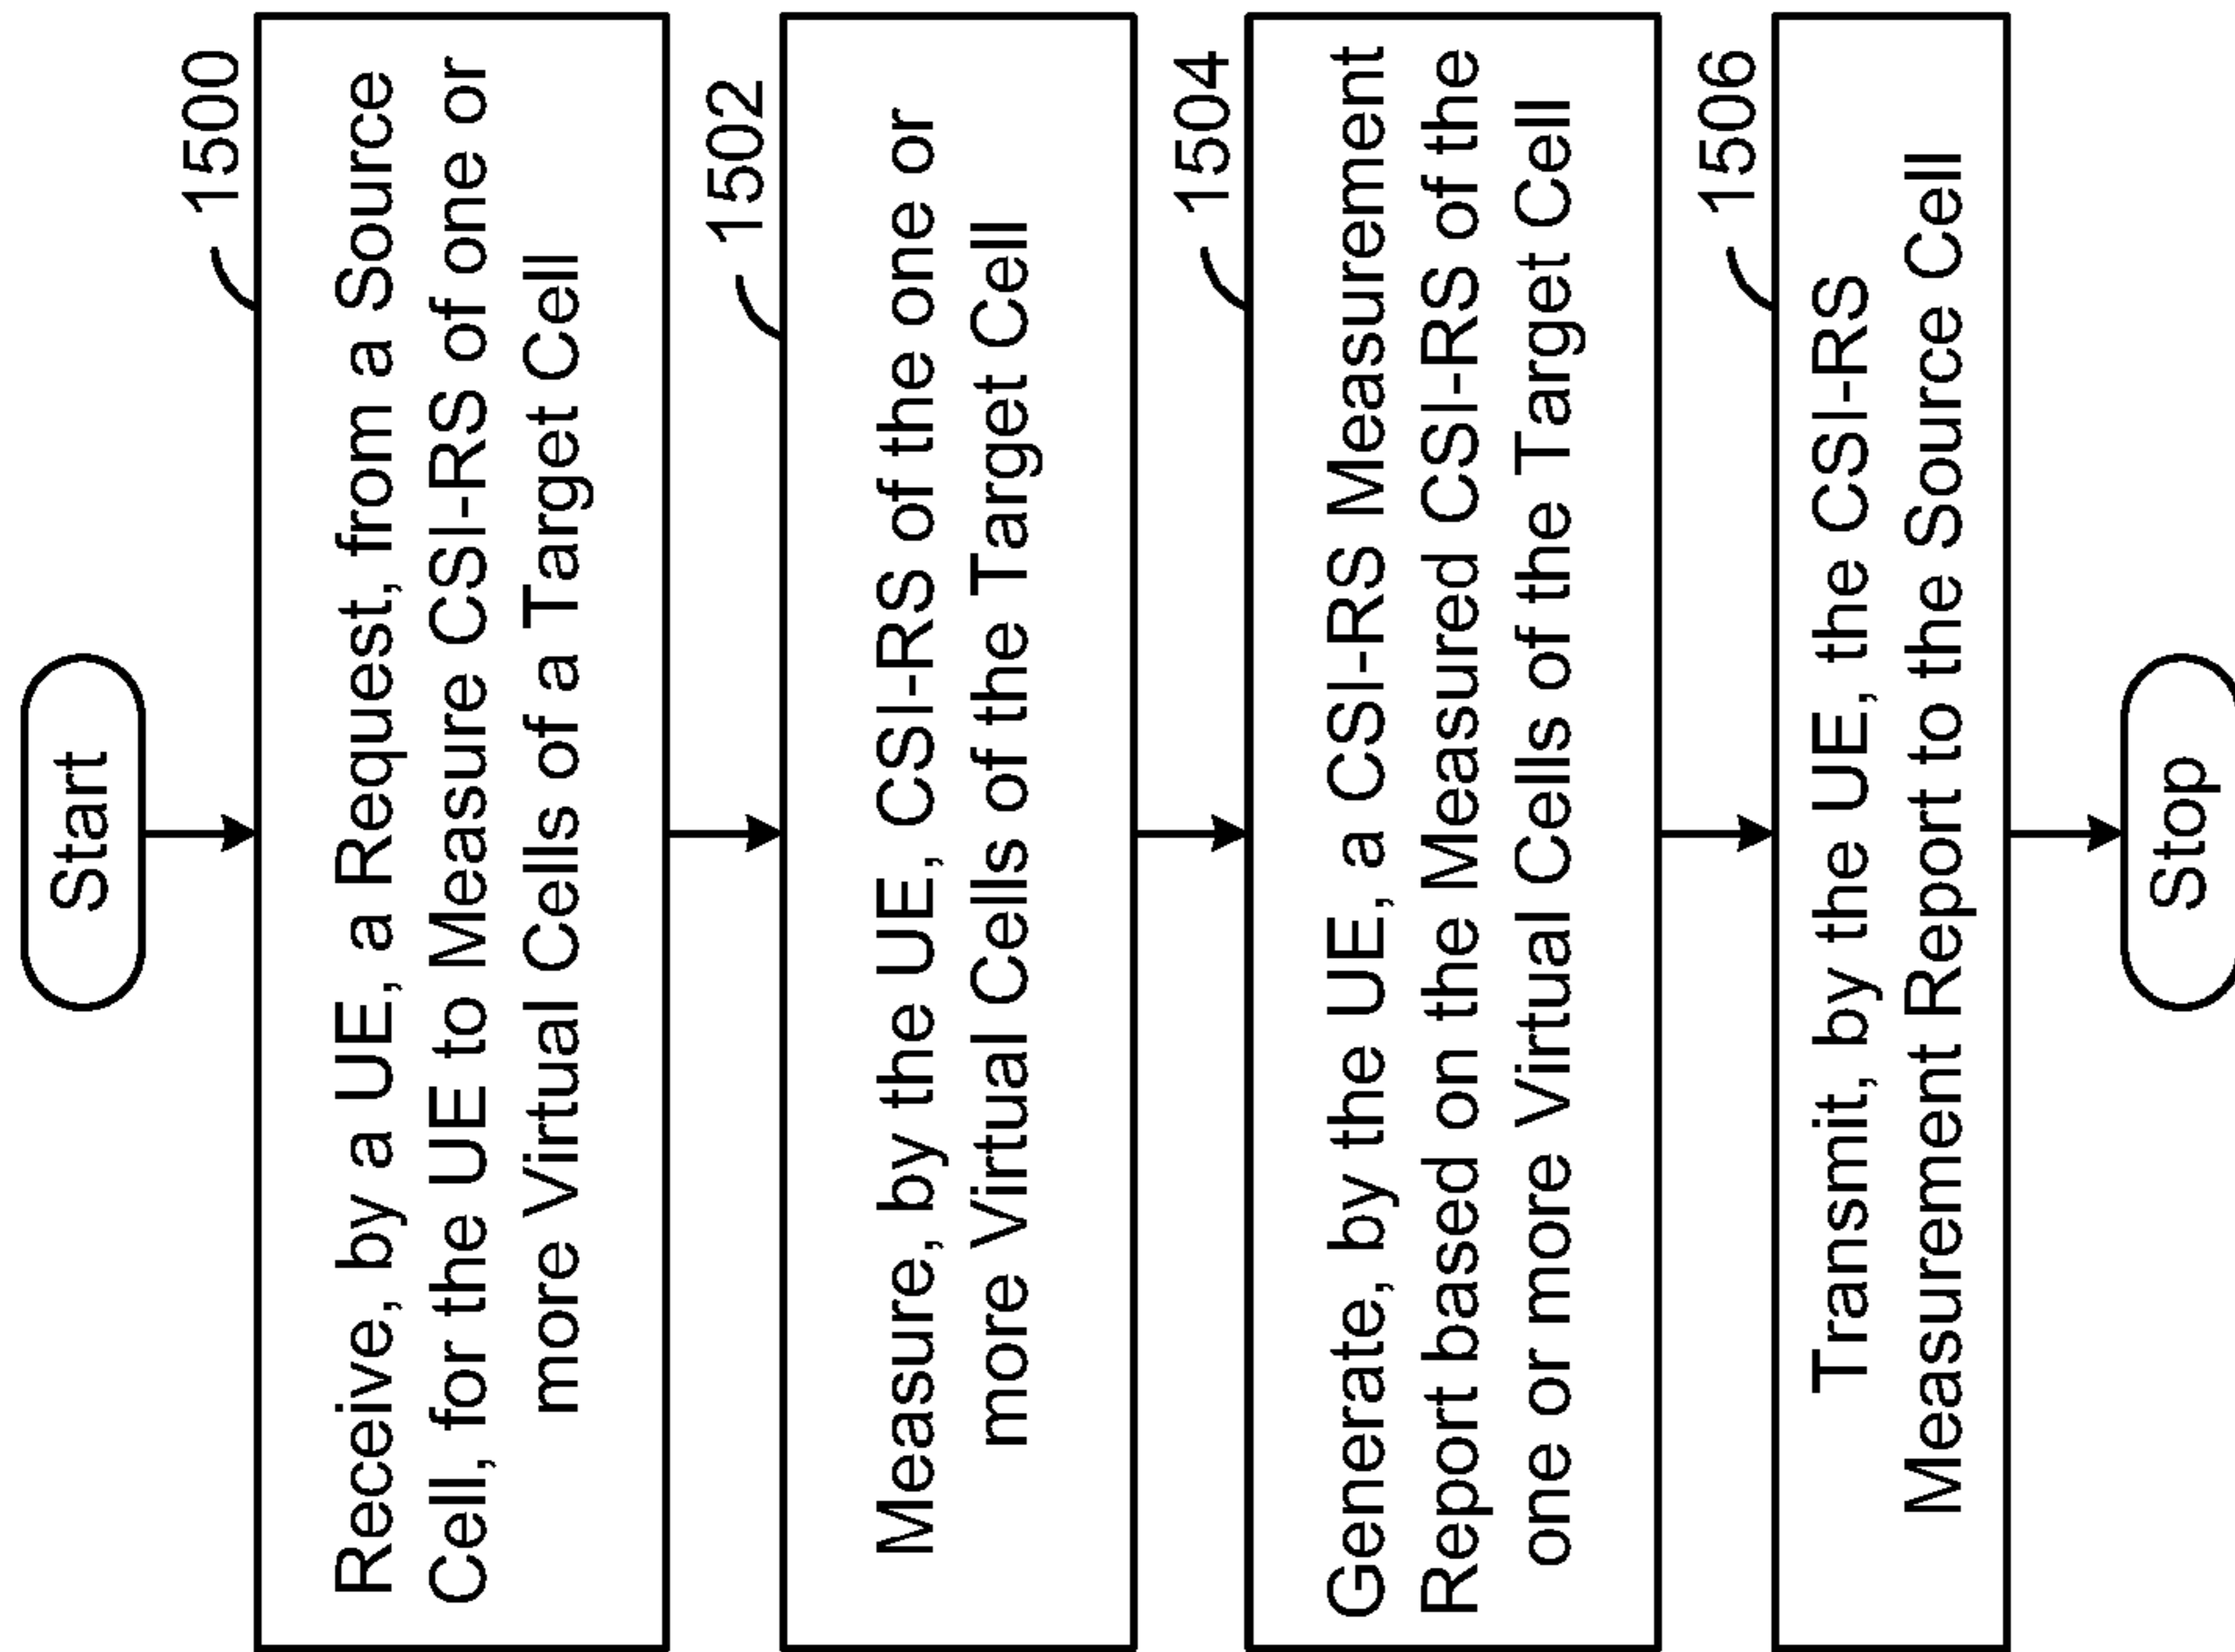 Start
1500
Receive, by a UE, a Request, from a Source
Cell, for the UE to Measure CSI-RS of one or
more Virtual Cells of a Target Cell
1502
Measure, by the UE, CSI-RS of the one or
more Virtual Cells of the Target Cell
1504
Generate, by the UE, a CSI-RS Measurement
Report based on the Measured CSI-RS of the
one or more Virtual Cells of the Target Cell
1506
Transmit, by the UE, the CSI-RS
Measurement Report to the Source Cell
Stop